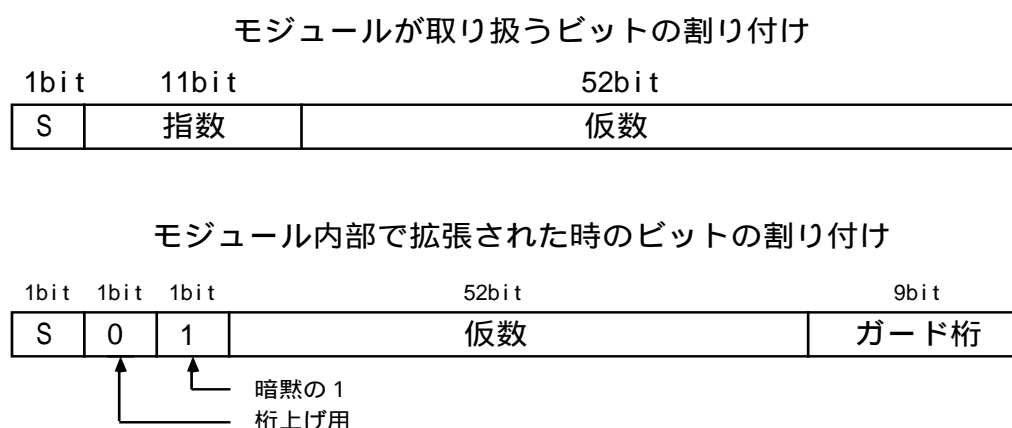 モジュールが取り扱うビットの割り付け
1bit 11bit 52bit
S 指数 仮数
モジュール内部で拡張された時のビットの割り付け
1bit 1bit 1bit 52bit 9bit
S 0 1 仮数 ガード桁
暗黙の1
桁上げ用